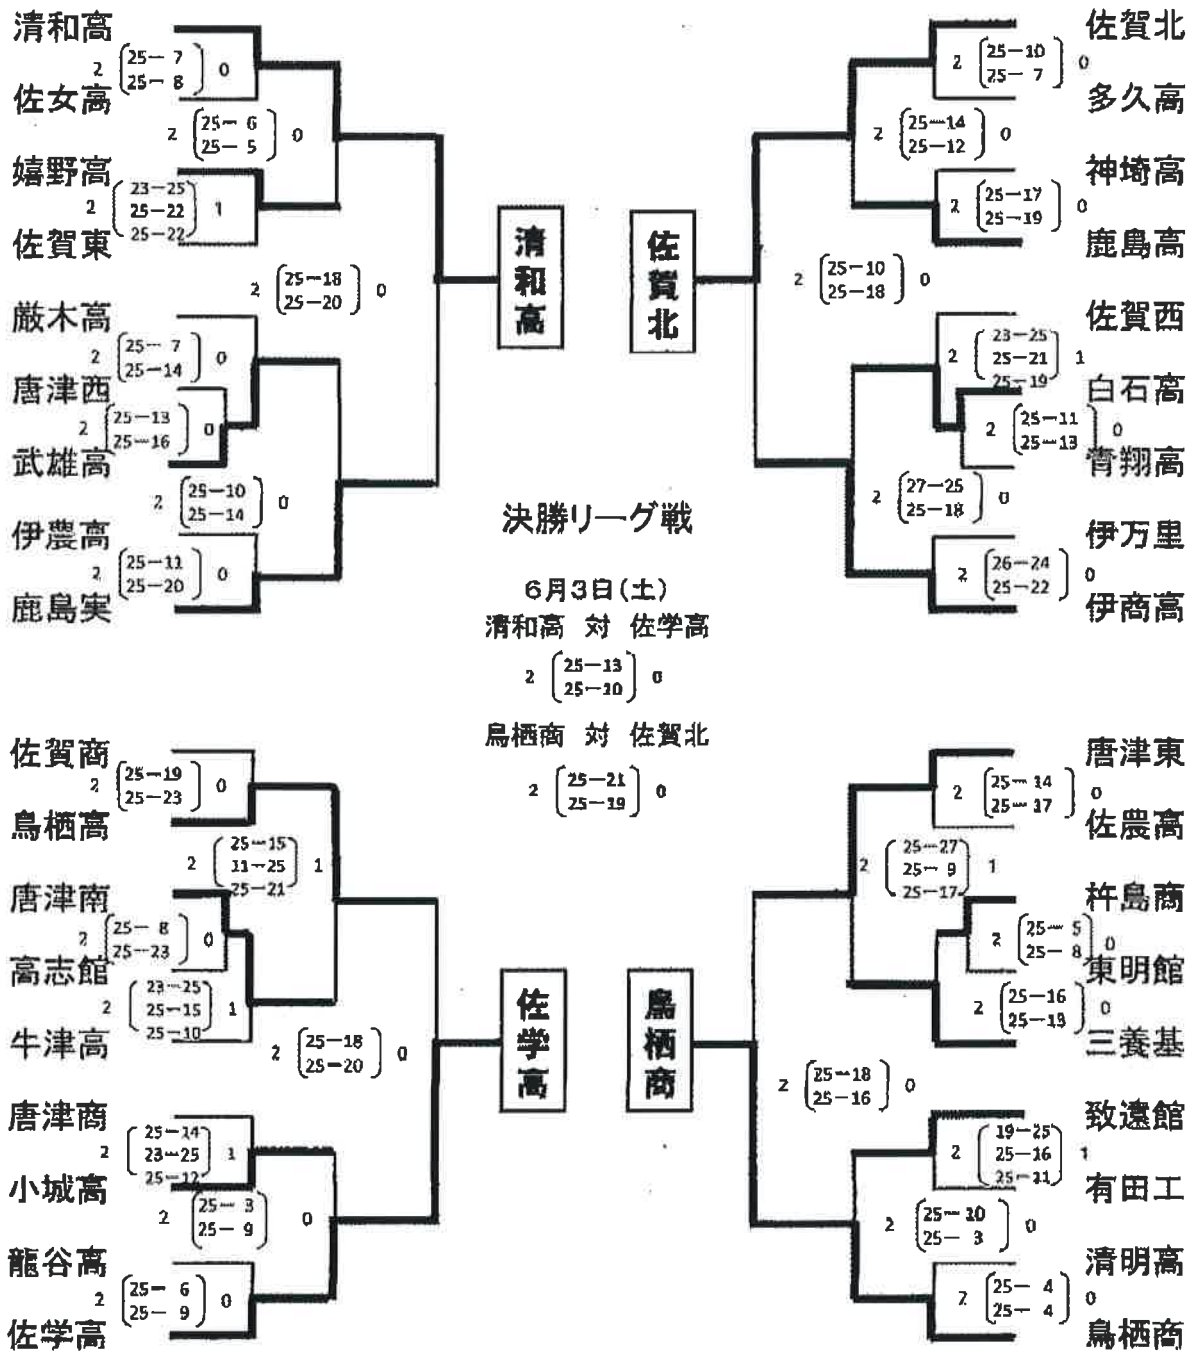 清和高
2 25－ 7 0
25－ 8
佐女高
2 25－ 6 0
25－ 5
嬉野高
2 23－25 1
25－22
25－22
佐賀東
2 25－18 0
25－20
厳木高
2 25－ 7 0
25－14
唐津西
2 25－13 0
25－16
武雄高
2 25－10 0
25－14
伊農高
2 25－11 0
25－20
鹿島実
清和高
佐賀北
佐賀北
2 25－10 0
25－ 7
多久高
2 25－14 0
25－12
神埼高
2 25－17 0
25－19
鹿島高
2 25－10 0
25－18
佐賀西
2 23－25 1
25－21
25－19
白石高
2 25－11 0
25－13
青翔高
2 27－25 0
25－18
伊万里
2 26－24 0
25－22
伊商高
決勝リーグ戦
6月3日(土)
清和高 対 佐学高
2 25－13 0
25－10
鳥栖商 対 佐賀北
2 25－21 0
25－19
佐賀商
2 25－19 0
25－23
鳥栖高
2 25－15 1
11－25
25－21
唐津南
2 25－ 8 0
25－23
高志館
2 23－25 1
25－15
25－10
牛津高
2 25－18 0
25－20
唐津商
2 25－14 1
23－25
25－12
小城高
2 25－ 3 0
25－ 9
龍谷高
2 25－ 6 0
25－ 9
佐学高
佐学高
鳥栖商
唐津東
2 25－14 0
25－17
佐農高
2 25－27 1
25－ 9
25－17
杵島商
2 25－ 5 0
25－ 8
東明館
2 25－16 0
25－13
三養基
2 25－18 0
25－16
致遠館
2 19－25 1
25－16
25－21
有田工
2 25－10 0
25－ 3
清明高
2 25－ 4 0
25－ 4
鳥栖商